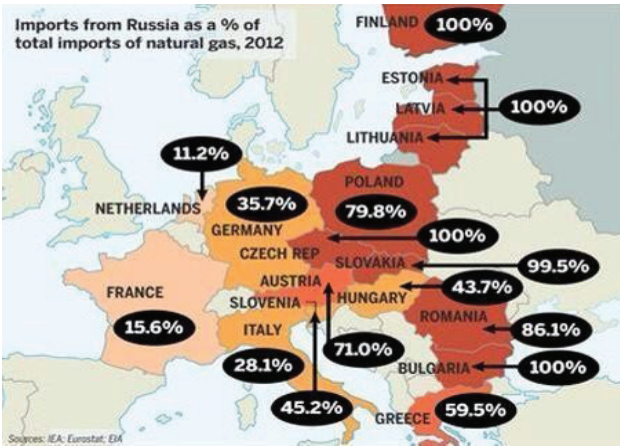 Imports from Russia as a % of
total imports of natural gas, 2012
FINLAND
100%
ESTONIA
LATVIA
100%
LITHUANIA
11.2%
NETHERLANDS
35.7%
GERMANY
POLAND
79.8%
CZECH REP
100%
SLOVAKIA
99.5%
AUSTRIA
71.0%
HUNGARY
43.7%
FRANCE
15.6%
SLOVENIA
45.2%
ITALY
28.1%
ROMANIA
86.1%
BULGARIA
100%
GREECE
59.5%
Sources: IEA; Eurostat; EIA